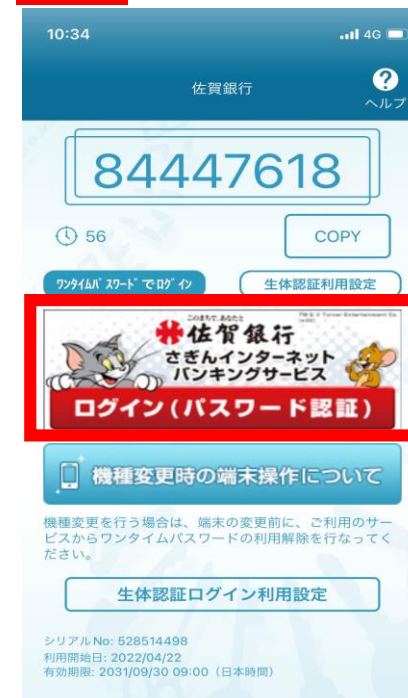 10:34
4G
佐賀銀行
?
ヘルプ
84447618
56
COPY
ワンタイムパスワードでログイン
生体認証利用設定
このまちで、あなたと
佐賀銀行
さぎんインターネット
バンキングサービス
ログイン(パスワード認証)
機種変更時の端末操作について
機種変更を行う場合は、端末の変更前に、ご利用のサー
ビスからワンタイムパスワードの利用解除を行なってく
ださい。
生体認証ログイン利用設定
シリアルNo: 528514498
利用開始日: 2022/04/22
有効期限: 2031/09/30 09:00(日本時間)